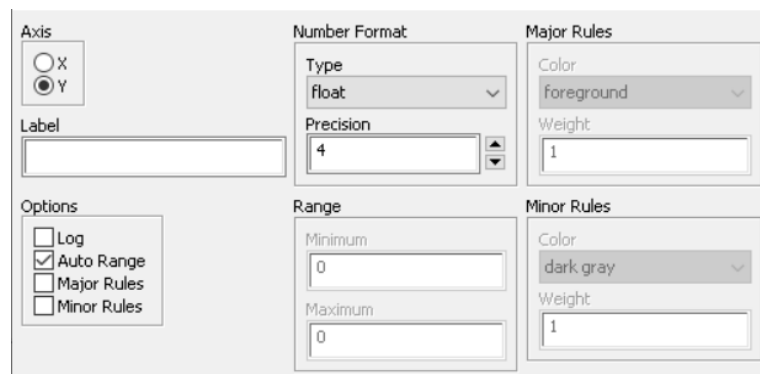 Axis
X
Y
Label
Options
Log
Auto Range
Major Rules
Minor Rules
Number Format
Type
float
Precision
4
Range
Minimum
0
Maximum
0
Major Rules
Color
foreground
Weight
1
Minor Rules
Color
dark gray
Weight
1